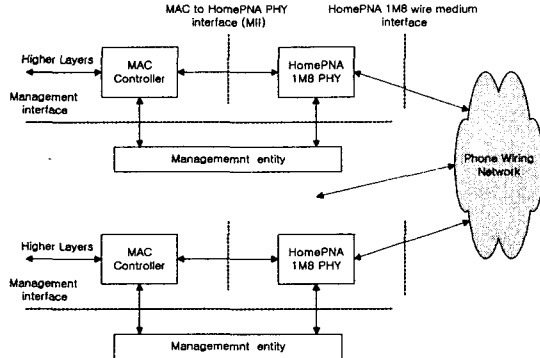 MAC to HomePNA PHY
interface (MII)
HomePNA 1M8 wire medium
interface
Higher Layers
MAC
Controller
HomePNA
1M8 PHY
Management
interface
Managememnt entity
Phone Wiring
Network
Higher Layers
MAC
Controller
HomePNA
1M8 PHY
Management
interface
Managememnt entity